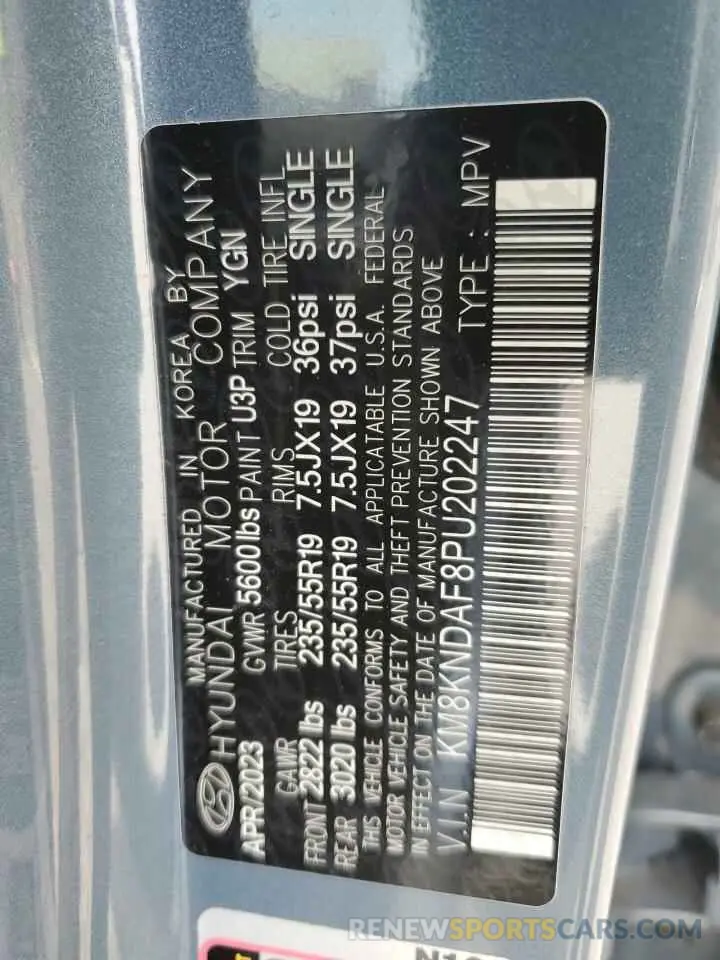 MANUFACTURED IN KOREA BY
HYUNDAI MOTOR COMPANY
APR/2023 GVWR 5600 lbs PAINT U3P TRIM YGN
GAWR TIRES RIMS COLD TIRE INFL
FRONT 2822 lbs 235/55R19 7.5JX19 36psi SINGLE
REAR 3020 lbs 235/55R19 7.5JX19 37psi SINGLE
THIS VEHICLE CONFORMS TO ALL APPLICATABLE U.S.A. FEDERAL
MOTOR VEHICLE SAFETY AND THEFT PREVENTION STANDARDS
IN EFFECT ON THE DATE OF MANUFACTURE SHOWN ABOVE
V.I.N KM8KNDAF8PU202247 TYPE : MPV
RENEWSPORTSCARS.COM